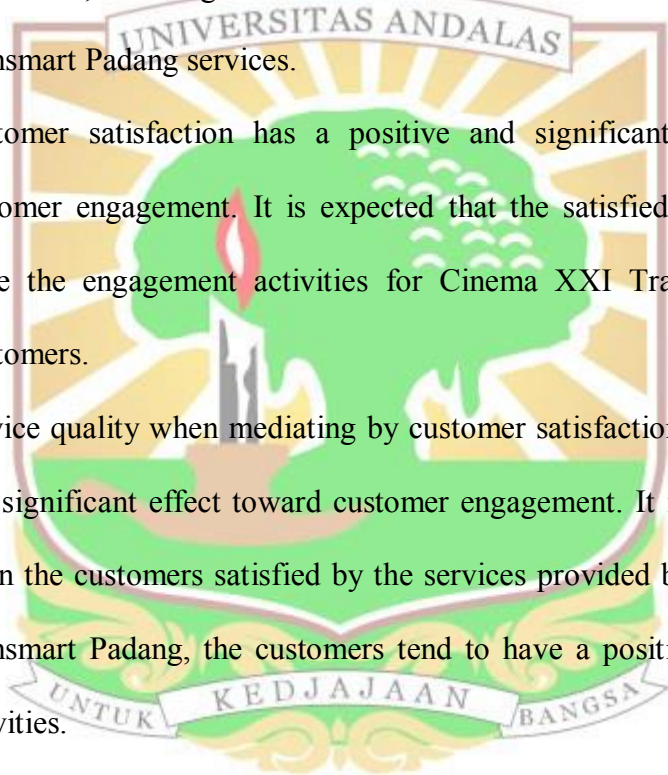 UNIVERSITAS ANDALAS
nsmart Padang services.
tomer satisfaction has a positive and significant
omer engagement. It is expected that the satisfied
e the engagement activities for Cinema XXI Tra
tomers.
vice quality when mediating by customer satisfaction
significant effect toward customer engagement. It
n the customers satisfied by the services provided b
nsmart Padang, the customers tend to have a positi
vities.
UNTUK KEDJAJAAN BANGSA